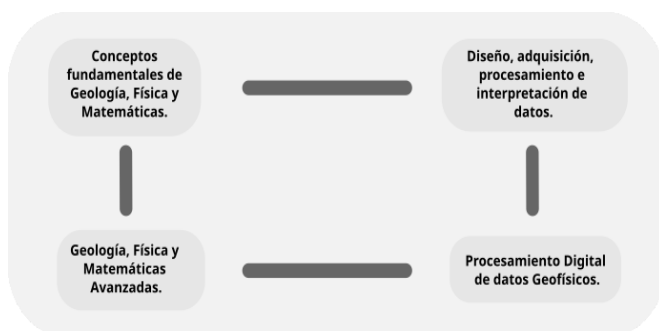 Conceptos
fundamentales de
Geología, Física y
Matemáticas.
Diseño, adquisición,
procesamiento e
interpretación de
datos.
Geología, Física y
Matemáticas
Avanzadas.
Procesamiento Digital
de datos Geofísicos.